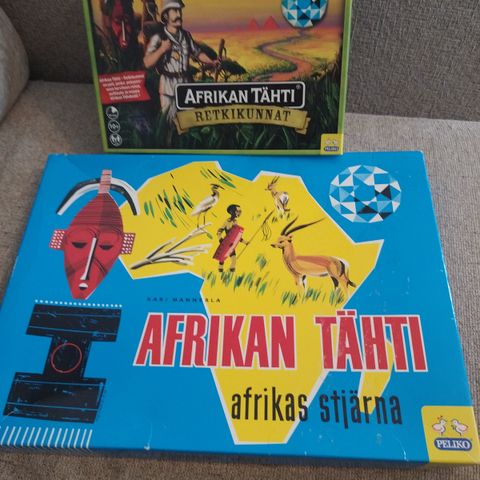 AFRIKAN TÄHTI
RETKIKUNNAT
PELIKO
KARI MANNERLA
AFRIKAN TÄHTI
afrikas stjärna
PELIKO